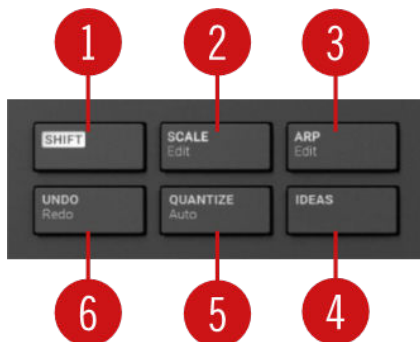 1 2 3
SHIFT SCALE ARP
Edit Edit
UNDO QUANTIZE IDEAS
Redo Auto
6 5 4